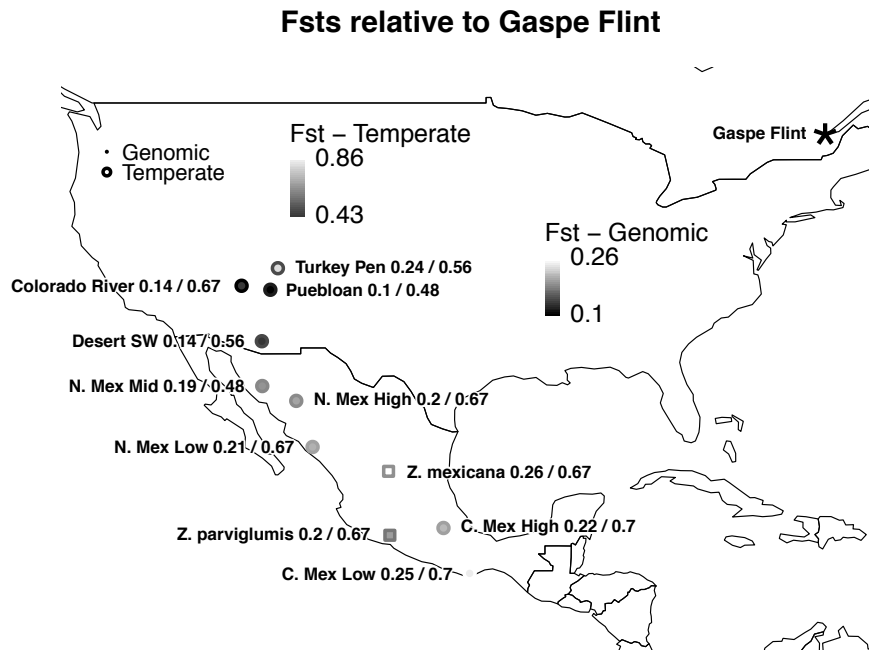 Fsts relative to Gaspe Flint
Gaspe Flint
Genomic
Temperate
Fst − Temperate
0.86
0.43
Fst − Genomic
0.26
0.1
Turkey Pen 0.24 / 0.56
Colorado River 0.14 / 0.67
Puebloan 0.1 / 0.48
Desert SW 0.14 / 0.56
N. Mex Mid 0.19 / 0.48
N. Mex High 0.2 / 0.67
N. Mex Low 0.21 / 0.67
Z. mexicana 0.26 / 0.67
C. Mex High 0.22 / 0.7
Z. parviglumis 0.2 / 0.67
C. Mex Low 0.25 / 0.7